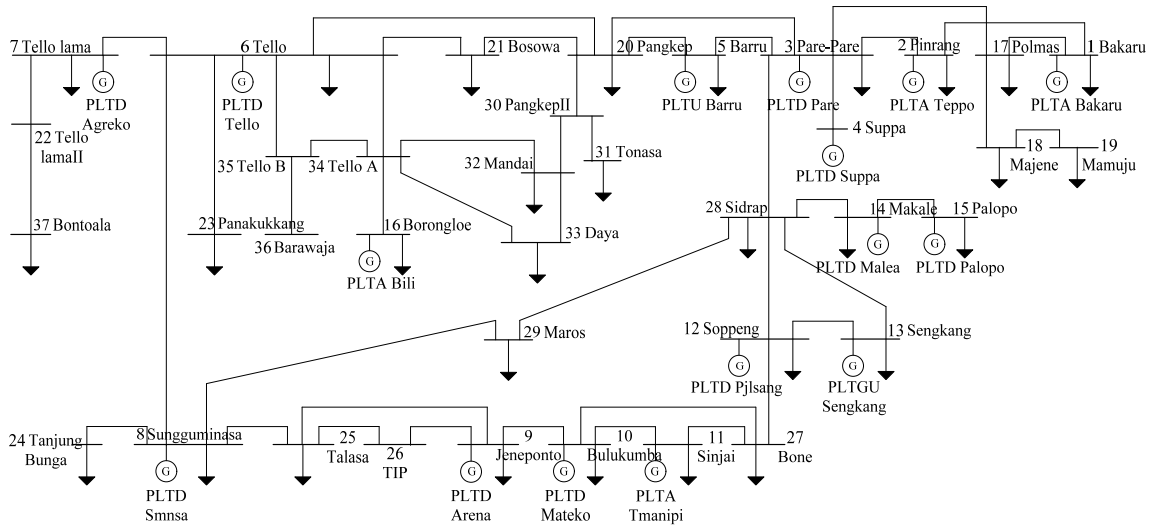 7 Tello lama
6 Tello
21 Bosowa
20 Pangkep
5 Barru
3 Pare-Pare
2 Pinrang
17 Polmas
1 Bakaru
G
PLTD
Agreko
G
PLTD
Tello
G
PLTU Barru
G
PLTD Pare
G
PLTA Teppo
G
PLTA Bakaru
30 PangkepII
22 Tello
lamaII
35 Tello B
34 Tello A
32 Mandai
31 Tonasa
4 Suppa
G
PLTD Suppa
18
Majene
19
Mamuju
37 Bontoala
23 Panakukkang
36 Barawaja
16 Borongloe
G
PLTA Bili
33 Daya
28 Sidrap
14 Makale
15 Palopo
G
PLTD Malea
G
PLTD Palopo
29 Maros
12 Soppeng
13 Sengkang
G
PLTD Pjlsang
G
PLTGU
Sengkang
24 Tanjung
Bunga
8 Sungguminasa
25
Talasa
26
TIP
9
Jeneponto
10
Bulukumba
11
Sinjai
27
Bone
G
PLTD
Smnsa
G
PLTD
Arena
G
PLTD
Mateko
G
PLTA
Tmanipi